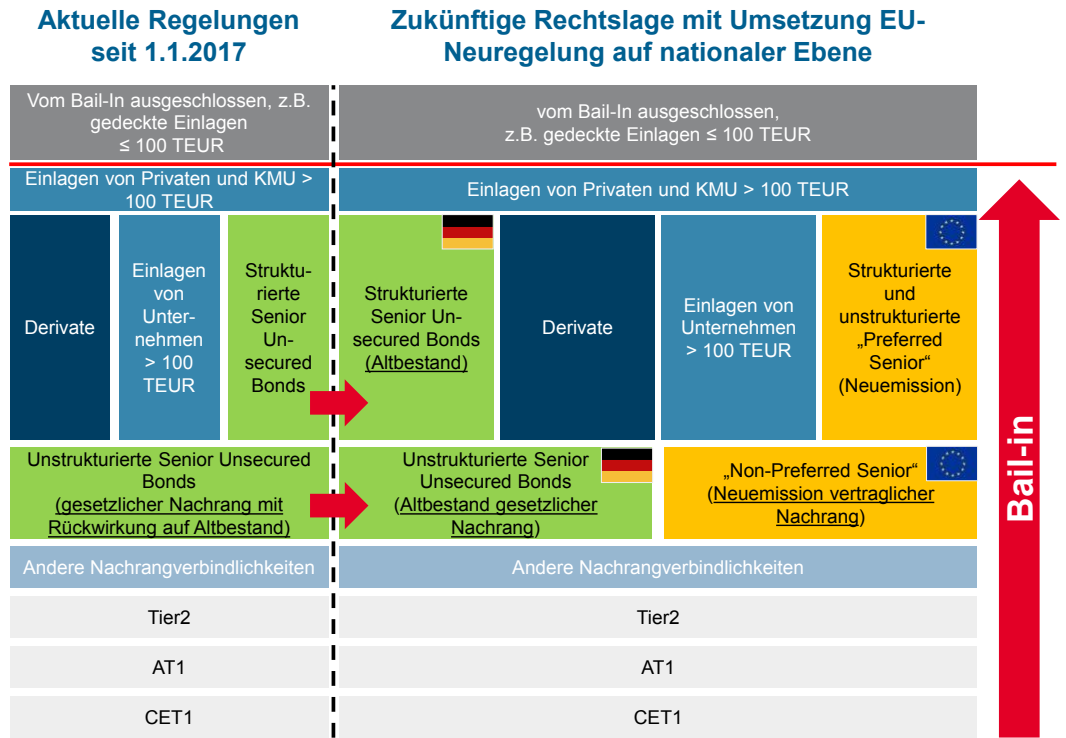 Aktuelle Regelungen
seit 1.1.2017
Zukünftige Rechtslage mit Umsetzung EU-
Neuregelung auf nationaler Ebene
Vom Bail-In ausgeschlossen, z.B.
gedeckte Einlagen
≤ 100 TEUR
vom Bail-In ausgeschlossen,
z.B. gedeckte Einlagen ≤ 100 TEUR
Einlagen von Privaten und KMU >
100 TEUR
Einlagen von Privaten und KMU > 100 TEUR
Derivate
Einlagen
von
Unter-
nehmen
> 100
TEUR
Struktu-
rierte
Senior
Un-
secured
Bonds
Strukturierte
Senior Un-
secured Bonds
(Altbestand)
Derivate
Einlagen von
Unternehmen
> 100 TEUR
Strukturierte
und
unstrukturierte
„Preferred
Senior“
(Neuemission)
Unstrukturierte Senior Unsecured
Bonds
(gesetzlicher Nachrang mit
Rückwirkung auf Altbestand)
Unstrukturierte Senior
Unsecured Bonds
(Altbestand gesetzlicher
Nachrang)
„Non-Preferred Senior“
(Neuemission vertraglicher
Nachrang)
Andere Nachrangverbindlichkeiten
Andere Nachrangverbindlichkeiten
Tier2
Tier2
AT1
AT1
CET1
CET1
Bail-in